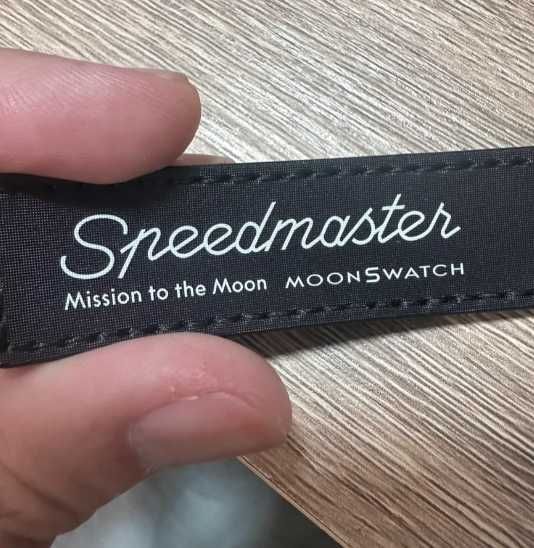 Speedmaster
Mission to the Moon MOONSWATCH